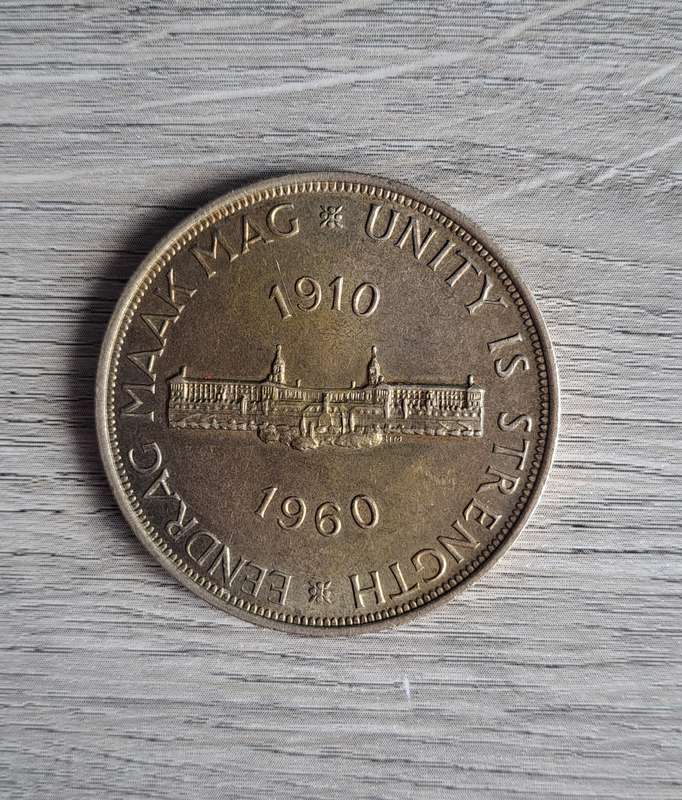 EENDRAG MAAK MAG
UNITY IS STRENGTH
1910
1960